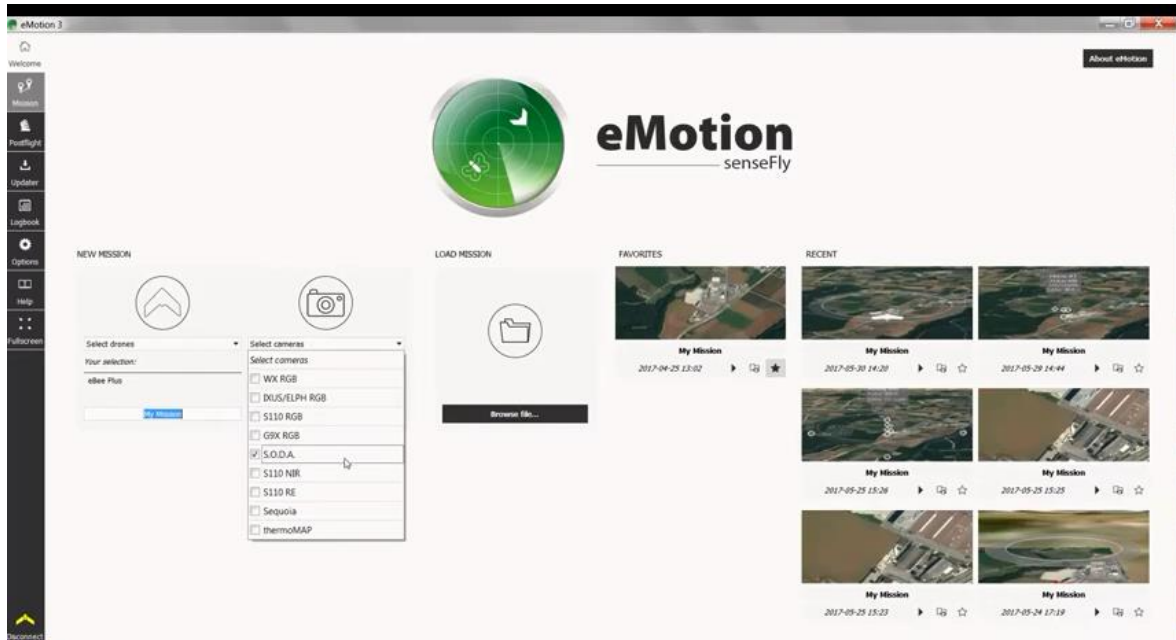 eMotion 3
Welcome
Mission
Postflight
Updater
Logbook
Options
Help
Fullscreen
Disconnect
About eMotion
eMotion
senseFly
NEW MISSION
Select drones
Your selection:
eBee Plus
My Mission
Select cameras
Select cameras
WX RGB
IXUS/ELPH RGB
S110 RGB
G9X RGB
S.O.D.A.
S110 NIR
S110 RE
Sequoia
thermoMAP
LOAD MISSION
Browse file...
FAVORITES
My Mission
2017-04-25 13:02
RECENT
My Mission
2017-05-30 14:20
My Mission
2017-05-29 14:44
My Mission
2017-05-25 15:26
My Mission
2017-05-25 15:25
My Mission
2017-05-25 15:23
My Mission
2017-05-24 17:19